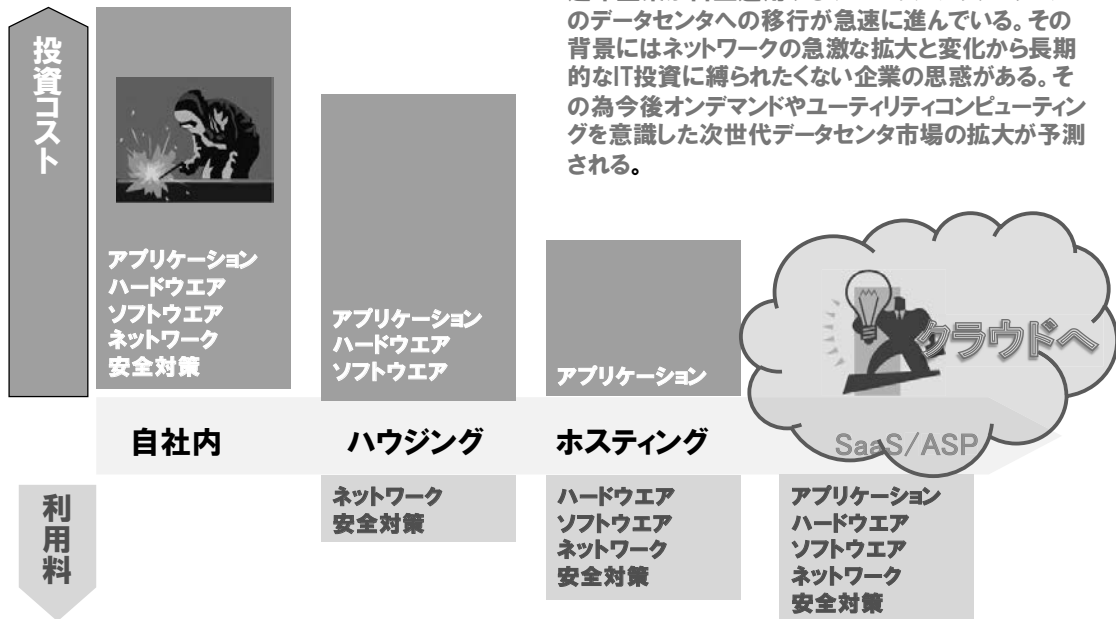 のデータセンタへの移行が急速に進んでいる。その
背景にはネットワークの急激な拡大と変化から長期
的なIT投資に縛られたくない企業の思惑がある。そ
の為今後オンデマンドやユーティリティコンピューティン
グを意識した次世代データセンタ市場の拡大が予測
される。
投資コスト
アプリケーション
ハードウエア
ソフトウエア
ネットワーク
安全対策
アプリケーション
ハードウエア
ソフトウエア
アプリケーション
クラウドへ
自社内
ハウジング
ホスティング
SaaS/ASP
利用料
ネットワーク
安全対策
ハードウエア
ソフトウエア
ネットワーク
安全対策
アプリケーション
ハードウエア
ソフトウエア
ネットワーク
安全対策